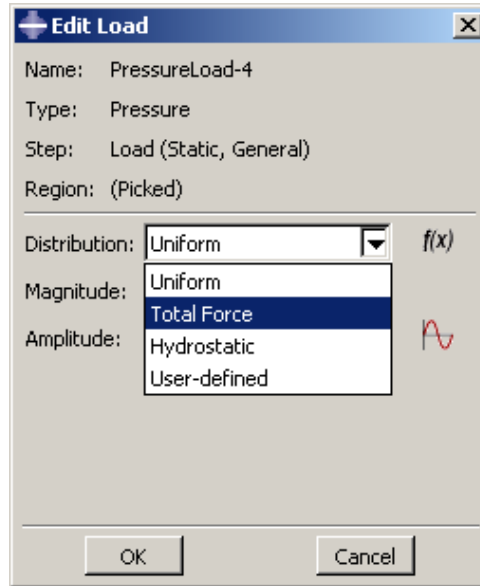 Edit Load
Name: PressureLoad-4
Type: Pressure
Step: Load (Static, General)
Region: (Picked)
Distribution: Uniform f(x)
Magnitude: Uniform
Total Force
Amplitude: Hydrostatic
User-defined
OK Cancel